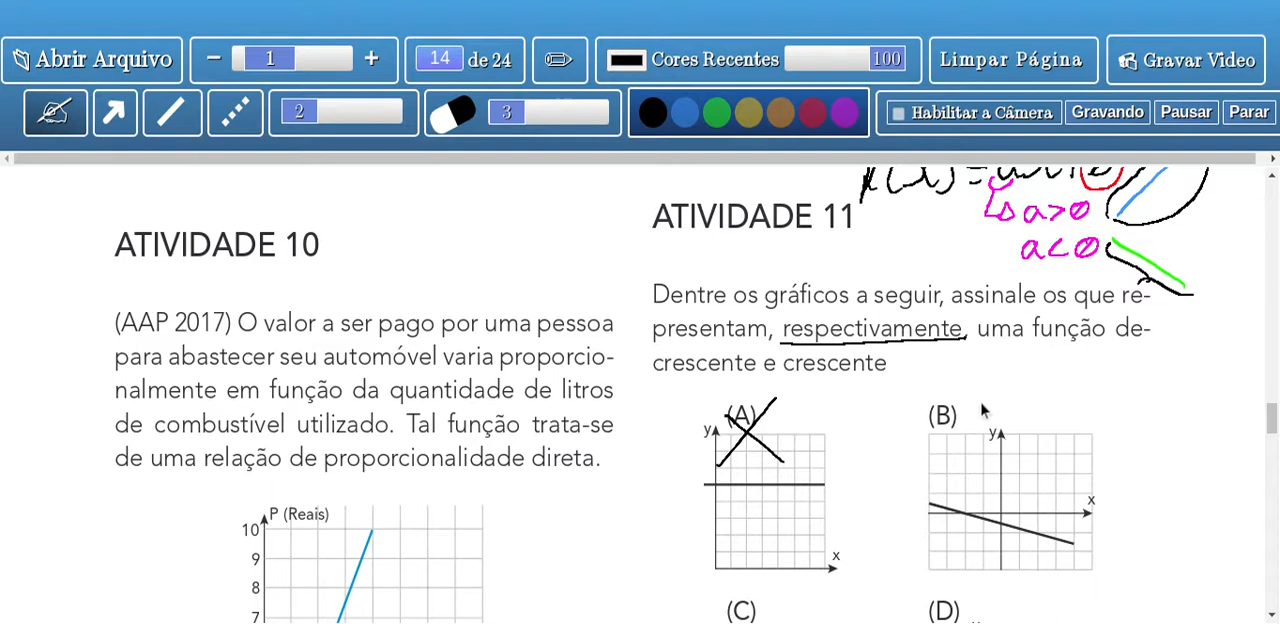 Abrir Arquivo
− 1 +
14 de 24
Cores Recentes 100
Limpar Página
Gravar Video
2
3
Habilitar a Câmera
Gravando
Pausar
Parar
ATIVIDADE 10
(AAP 2017) O valor a ser pago por uma pessoa
para abastecer seu automóvel varia proporcio-
nalmente em função da quantidade de litros
de combustível utilizado. Tal função trata-se
de uma relação de proporcionalidade direta.
P (Reais)
10
9
8
7
a>0
a<0
ATIVIDADE 11
Dentre os gráficos a seguir, assinale os que re-
presentam, respectivamente, uma função de-
crescente e crescente
(A)
y
x
(B)
y
x
(C)
(D)